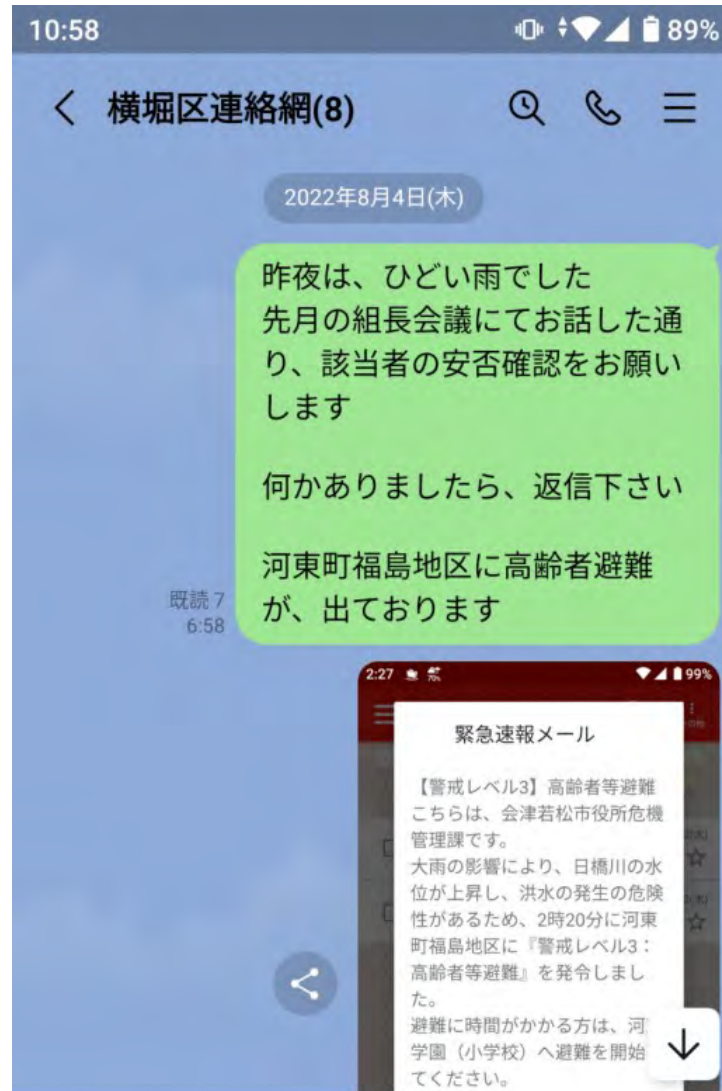 10:58
89%
横堀区連絡網(8)
2022年8月4日(木)
昨夜は、ひどい雨でした
先月の組長会議にてお話した通
り、該当者の安否確認をお願い
します
何かありましたら、返信下さい
河東町福島地区に高齢者避難
が、出ております
既読 7
6:58
2:27
99%
緊急速報メール
【警戒レベル3】高齢者等避難
こちらは、会津若松市役所危機
管理課です。
大雨の影響により、日橋川の水
位が上昇し、洪水の発生の危険
性があるため、2時20分に河東
町福島地区に『警戒レベル3：
高齢者等避難』を発令しまし
た。
避難に時間がかかる方は、河
学園（小学校）へ避難を開始
てください。